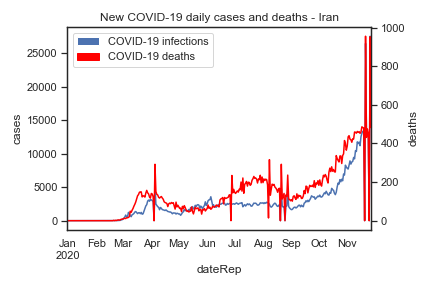 New COVID-19 daily cases and deaths - Iran
COVID-19 infections
COVID-19 deaths
cases
25000
20000
15000
10000
5000
0
deaths
1000
800
600
400
200
0
Jan Feb Mar Apr May Jun Jul Aug Sep Oct Nov
2020
dateRep